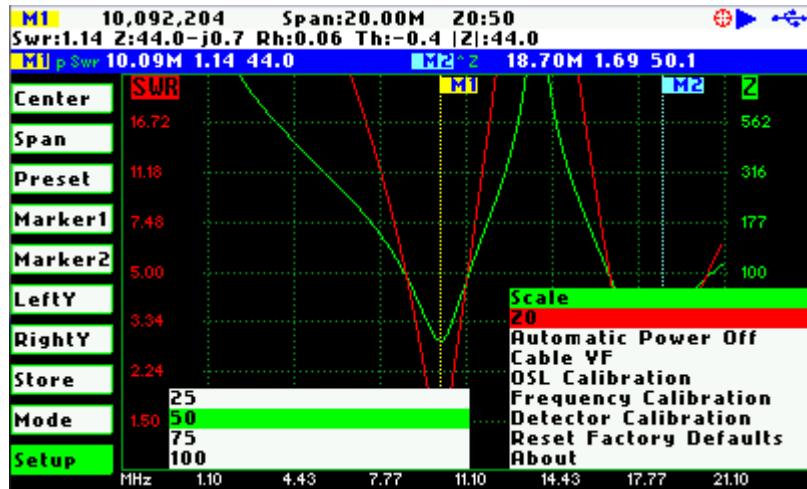 M1 10,092,204 Span:20.00M Z0:50
Swr:1.14 Z:44.0-j0.7 Rh:0.06 Th:-0.4 |Z|:44.0
M1 p Swr 10.09M 1.14 44.0 M2 ^ Z 18.70M 1.69 50.1
Center
Span
Preset
Marker1
Marker2
LeftY
RightY
Store
Mode
Setup
SWR
M1
M2
Z
16.72
11.18
7.48
5.00
3.34
2.24
1.50
562
316
177
100
25
50
75
100
Scale
Z0
Automatic Power Off
Cable VF
OSL Calibration
Frequency Calibration
Detector Calibration
Reset Factory Defaults
About
MHz 1.10 4.43 7.77 11.10 14.43 17.77 21.10